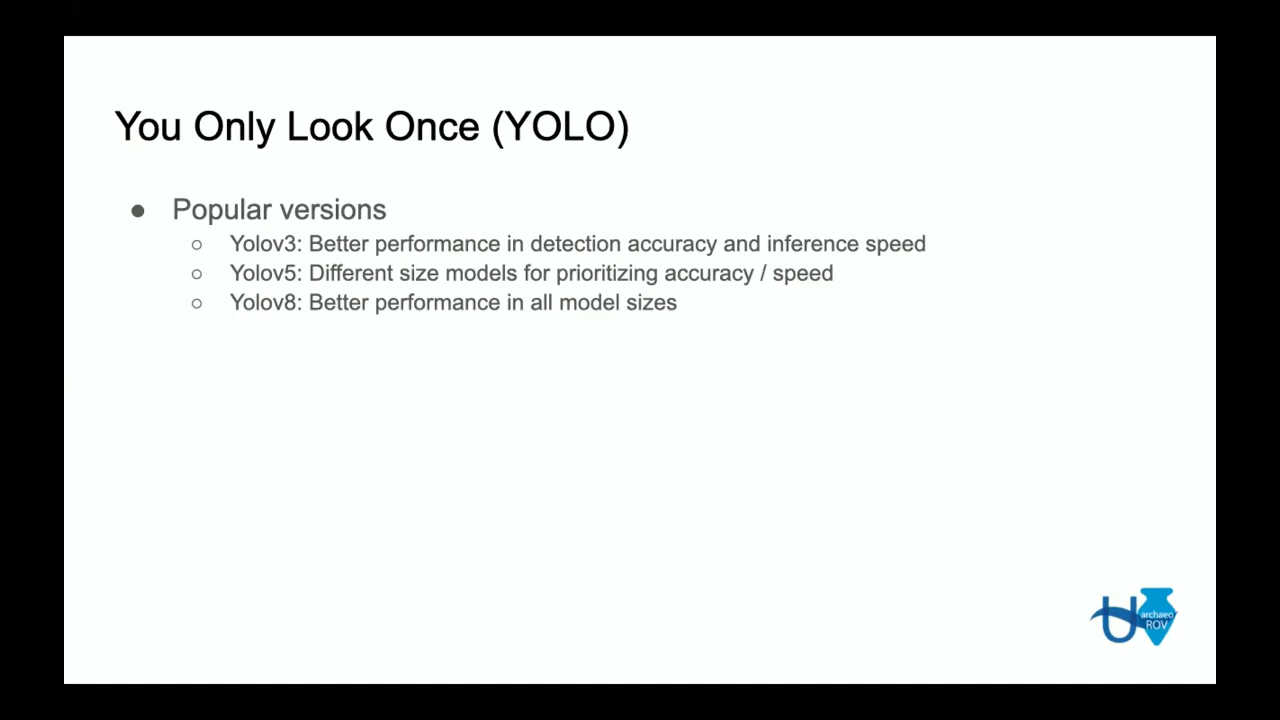 You Only Look Once (YOLO)
● Popular versions
○ Yolov3: Better performance in detection accuracy and inference speed
○ Yolov5: Different size models for prioritizing accuracy / speed
○ Yolov8: Better performance in all model sizes
U archaeo
ROV